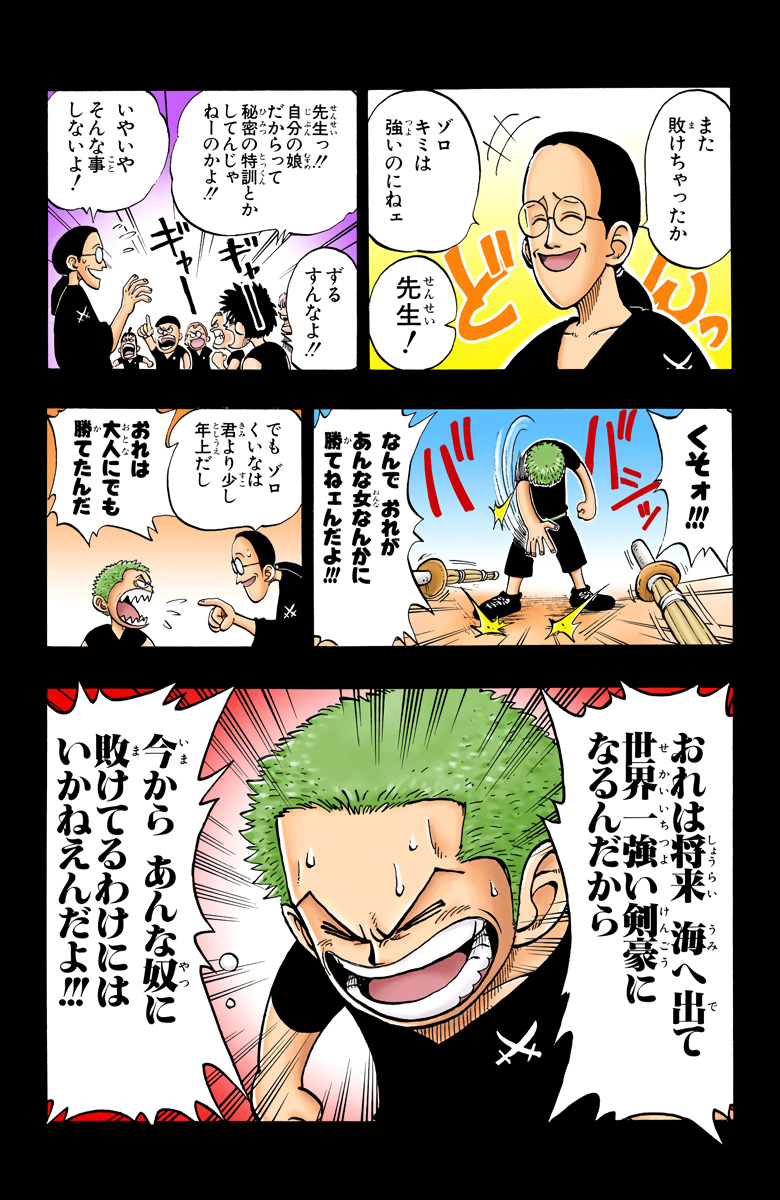 また
敗けちゃったか
ゾロ
キミは
強いのにねェ
先生！
どんっ
先生っ!!
自分の娘
だからって
秘密の特訓とか
してんじゃ
ねーのかよ!!
ずる
すんなよ!!
ギャー
ギャー
いやいや
そんな事
しないよ！
くそォ!!!
バシッ
バ
なんで おれが
あんな女なんかに
勝てねェんだよ!!!
でも ゾロ
くいなは
君より少し
年上だし
おれは
大人にでも
勝てたんだ
おれは将来 海へ出て
世界一強い剣豪に
なるんだから
今から あんな奴に
敗けてるわけには
いかねえんだよ!!!